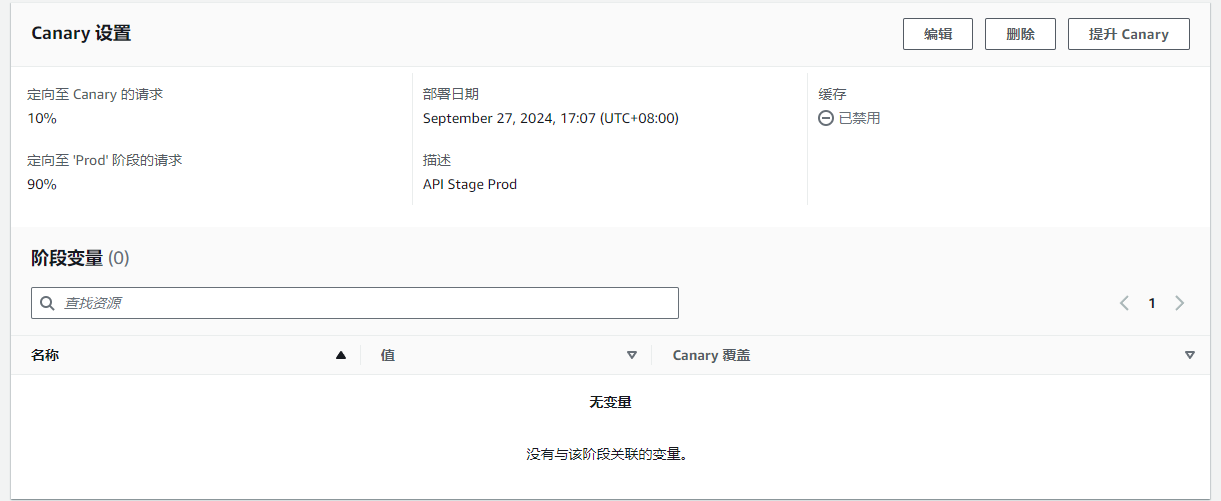 Canary 设置
编辑
删除
提升 Canary
定向至 Canary 的请求
10%
定向至 'Prod' 阶段的请求
90%
部署日期
September 27, 2024, 17:07 (UTC+08:00)
描述
API Stage Prod
缓存
已禁用
阶段变量 (0)
查找资源
1
名称
值
Canary 覆盖
无变量
没有与该阶段关联的变量。